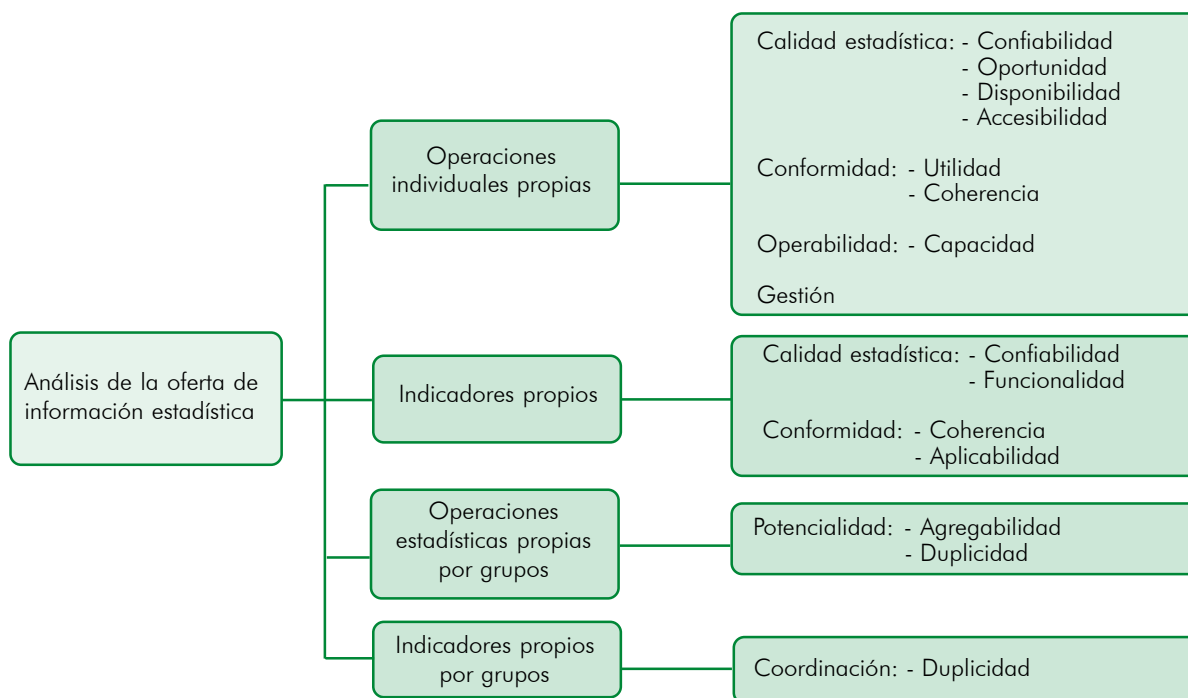 Análisis de la oferta de
información estadística
Operaciones
individuales propias
Calidad estadística: - Confiabilidad
- Oportunidad
- Disponibilidad
- Accesibilidad
Conformidad: - Utilidad
- Coherencia
Operabilidad: - Capacidad
Gestión
Indicadores propios
Calidad estadística: - Confiabilidad
- Funcionalidad
Conformidad: - Coherencia
- Aplicabilidad
Operaciones
estadísticas propias
por grupos
Potencialidad: - Agregabilidad
- Duplicidad
Indicadores propios
por grupos
Coordinación: - Duplicidad